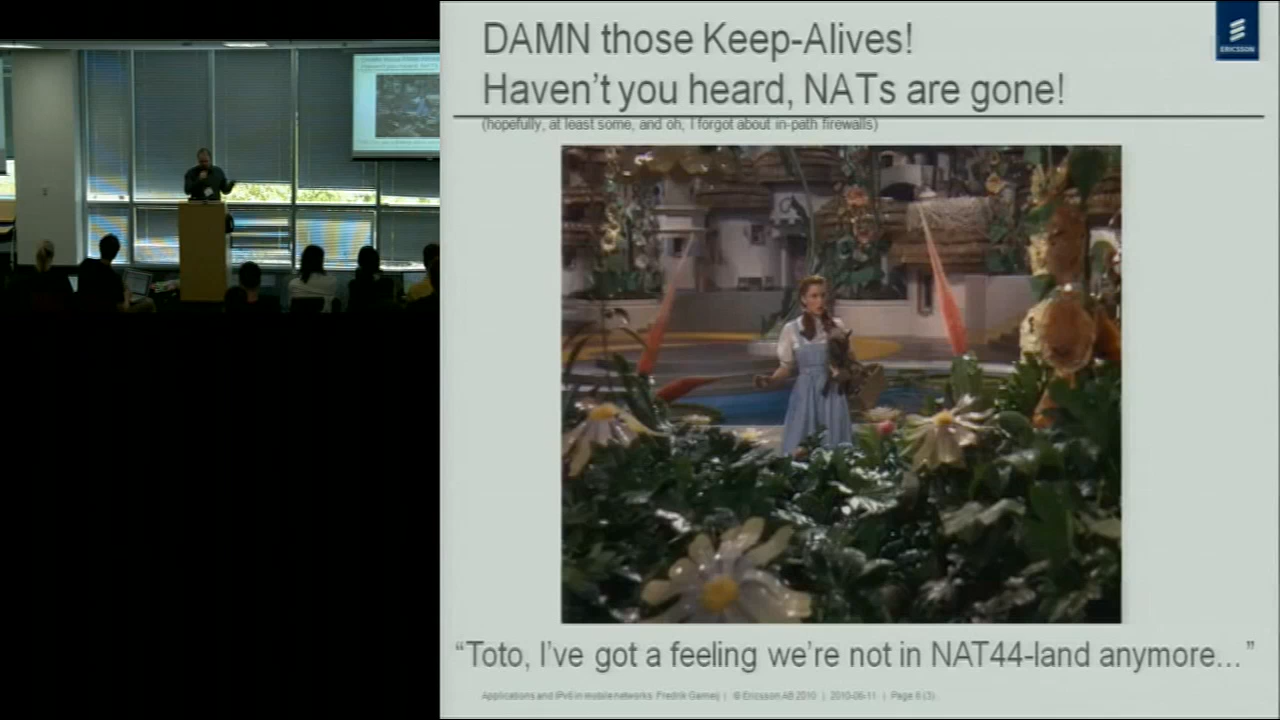 DAMN those Keep-Alives!
Haven't you heard, NATs are gone!
(hopefully, at least some, and oh, I forgot about in-path firewalls)
ERICSSON
"Toto, I've got a feeling we're not in NAT44-land anymore..."
Applications and IPv6 in mobile networks Fredrik Garneij | © Ericsson AB 2010 | 2010-06-11 | Page 8 (3)